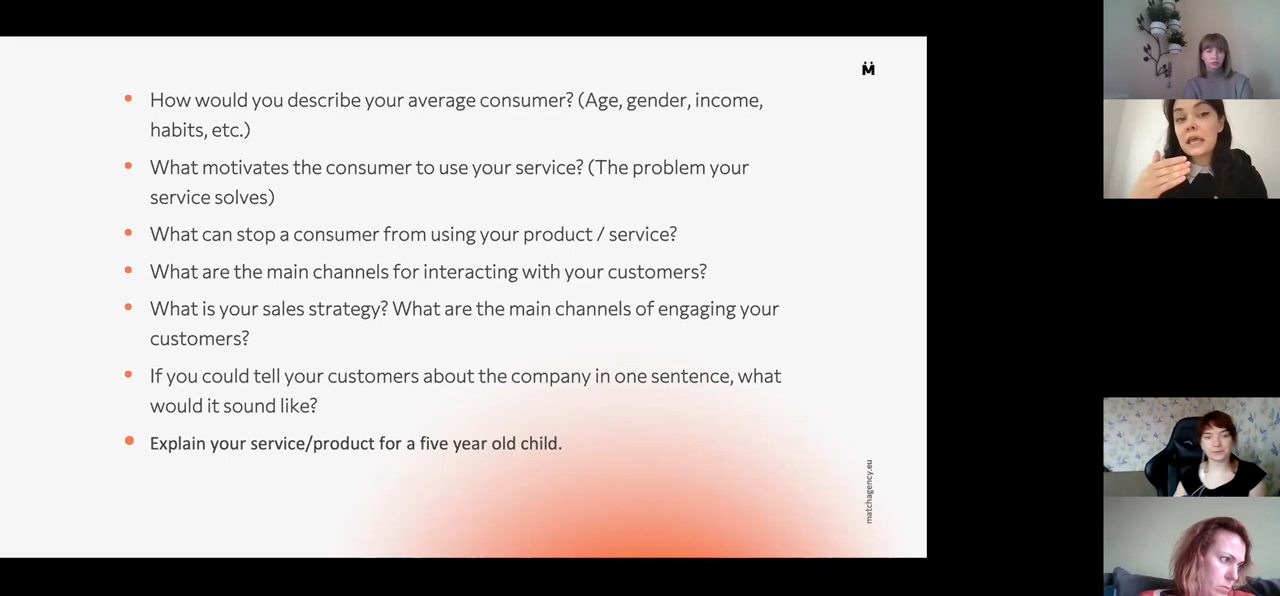 M̈
How would you describe your average consumer? (Age, gender, income,
habits, etc.)
What motivates the consumer to use your service? (The problem your
service solves)
What can stop a consumer from using your product / service?
What are the main channels for interacting with your customers?
What is your sales strategy? What are the main channels of engaging your
customers?
If you could tell your customers about the company in one sentence, what
would it sound like?
Explain your service/product for a five year old child.
matchagency.eu